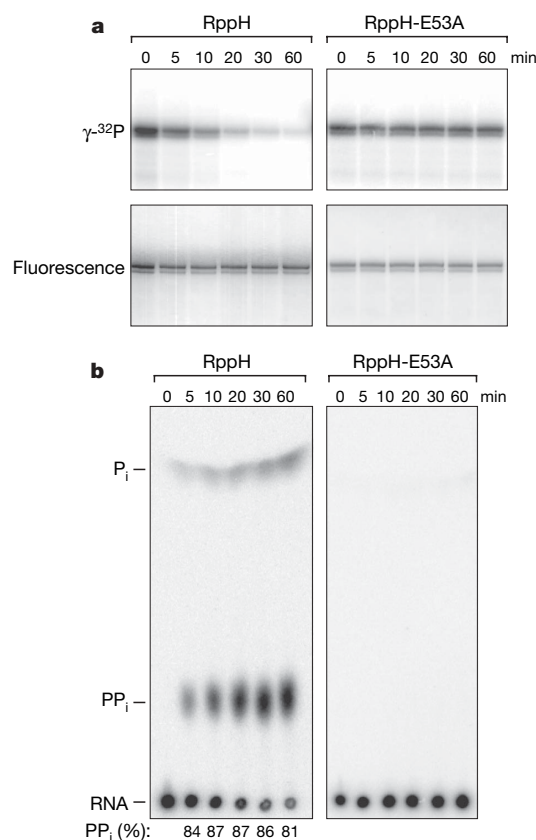 a
RppH RppH-E53A
0 5 10 20 30 60 0 5 10 20 30 60 min
γ-³²P
Fluorescence
b
RppH RppH-E53A
0 5 10 20 30 60 0 5 10 20 30 60 min
Pᵢ
PPᵢ
RNA
PPᵢ (%): 84 87 87 86 81